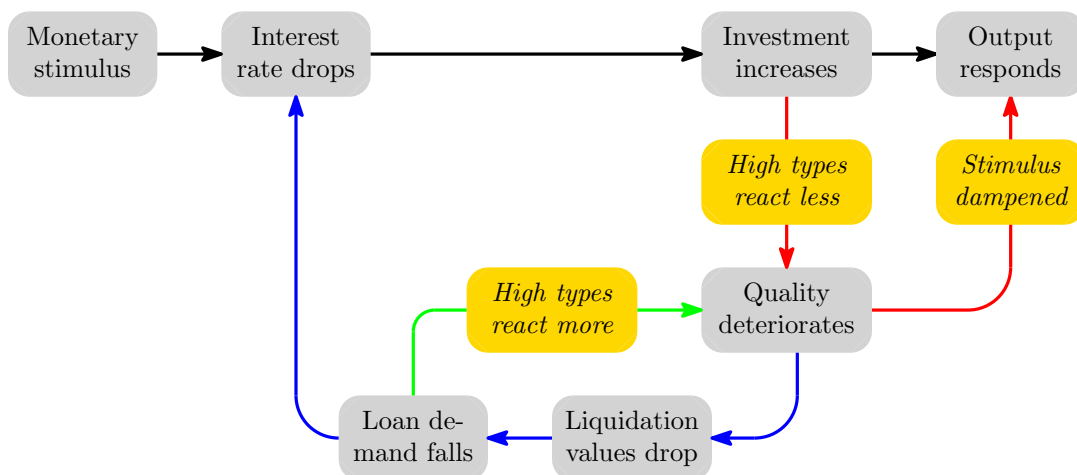 Monetary
stimulus
Interest
rate drops
Investment
increases
Output
responds
High types
react less
Stimulus
dampened
High types
react more
Quality
deteriorates
Loan de-
mand falls
Liquidation
values drop